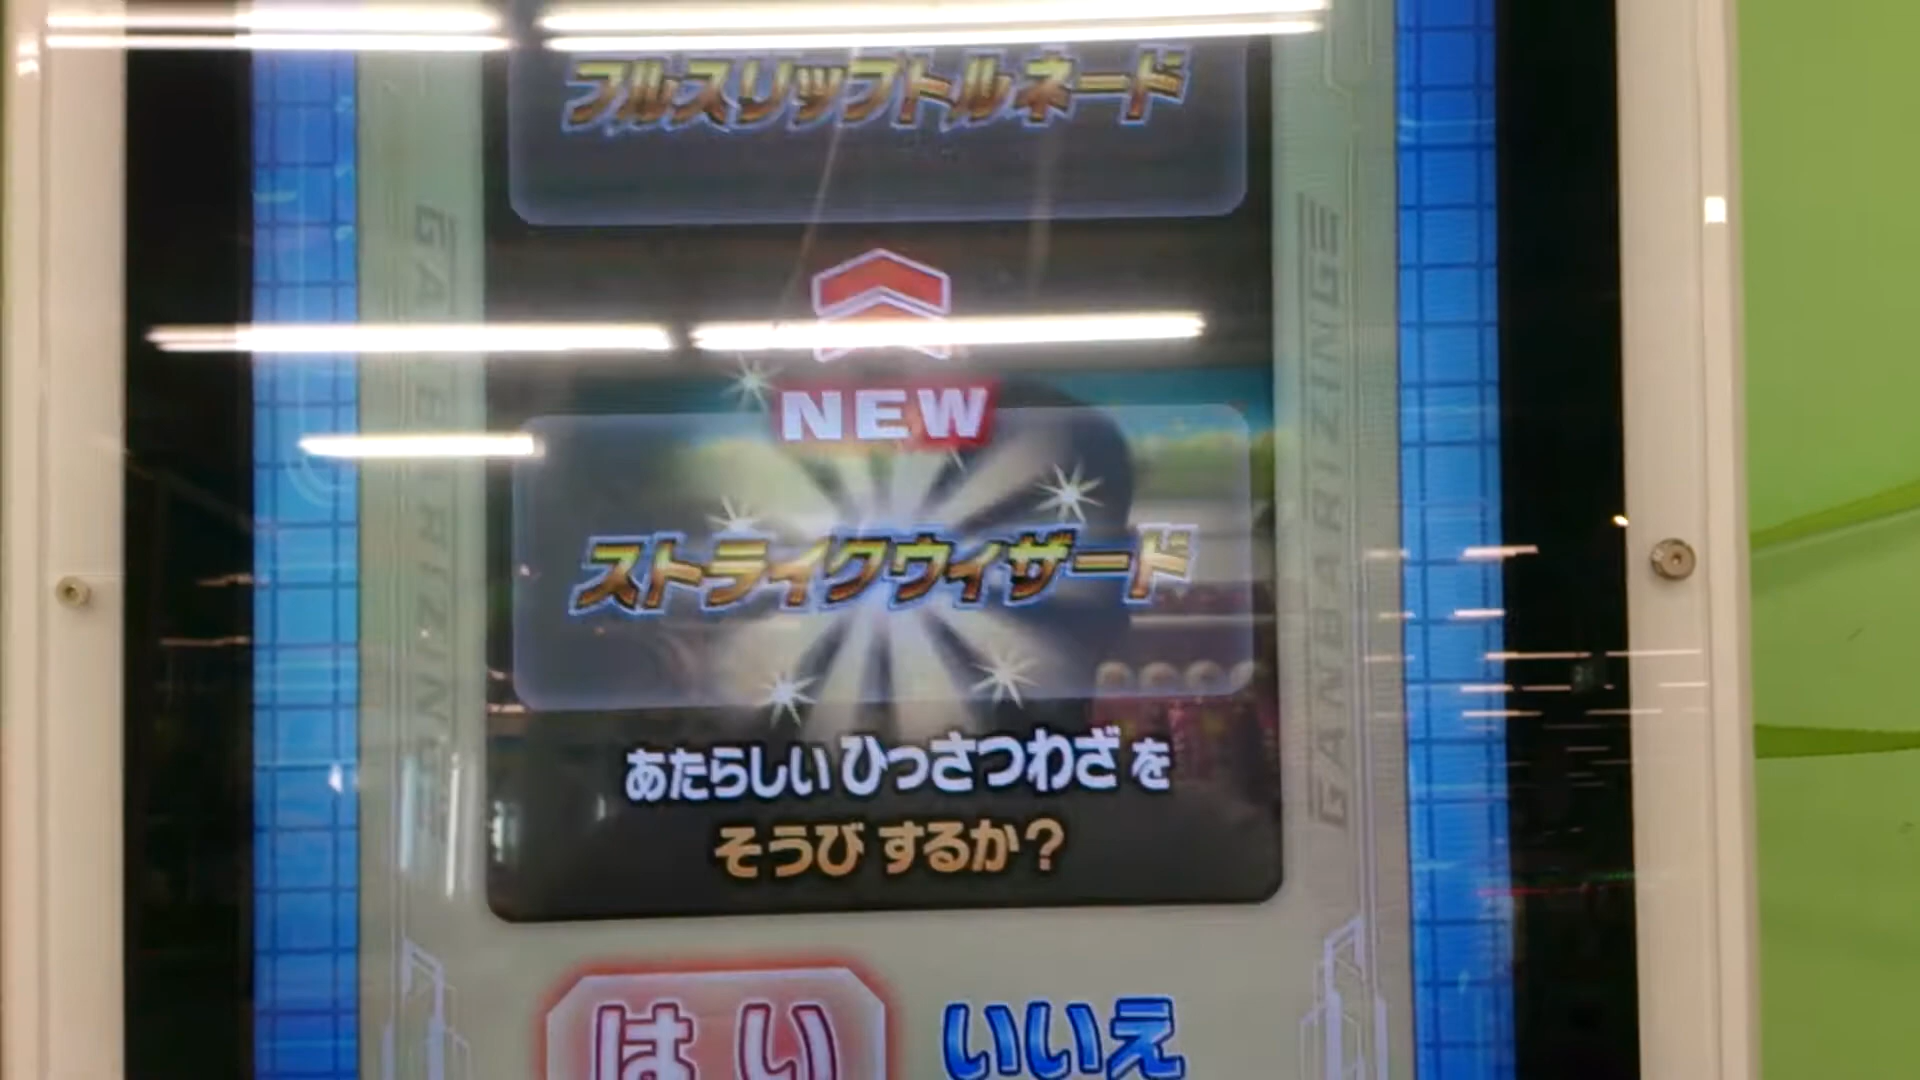 フルスリップトルネード
NEW
ストライクウィザード
あたらしいひっさつわざを
そうび するか？
はい
いいえ
GANBARIZING
GANBARIZING